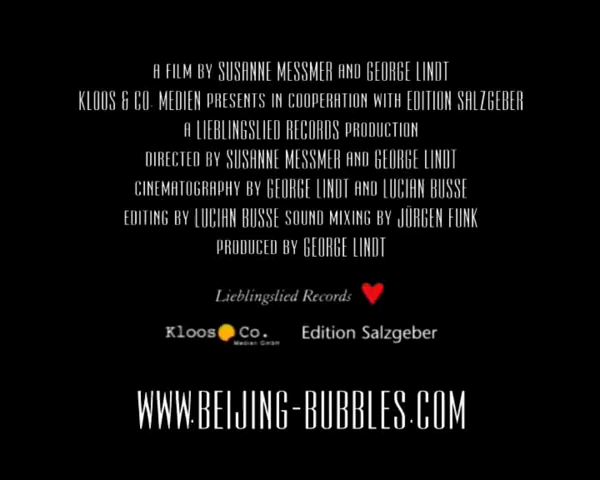 A FILM BY SUSANNE MESSMER AND GEORGE LINDT
KLOOS & CO. MEDIEN PRESENTS IN COOPERATION WITH EDITION SALZGEBER
A LIEBLINGSLIED RECORDS PRODUCTION
DIRECTED BY SUSANNE MESSMER AND GEORGE LINDT
CINEMATOGRAPHY BY GEORGE LINDT AND LUCIAN BUSSE
EDITING BY LUCIAN BUSSE SOUND MIXING BY JÜRGEN FUNK
PRODUCED BY GEORGE LINDT
Lieblingslied Records
Kloos Co. Edition Salzgeber
Medien GmbH
WWW.BEIJING-BUBBLES.COM